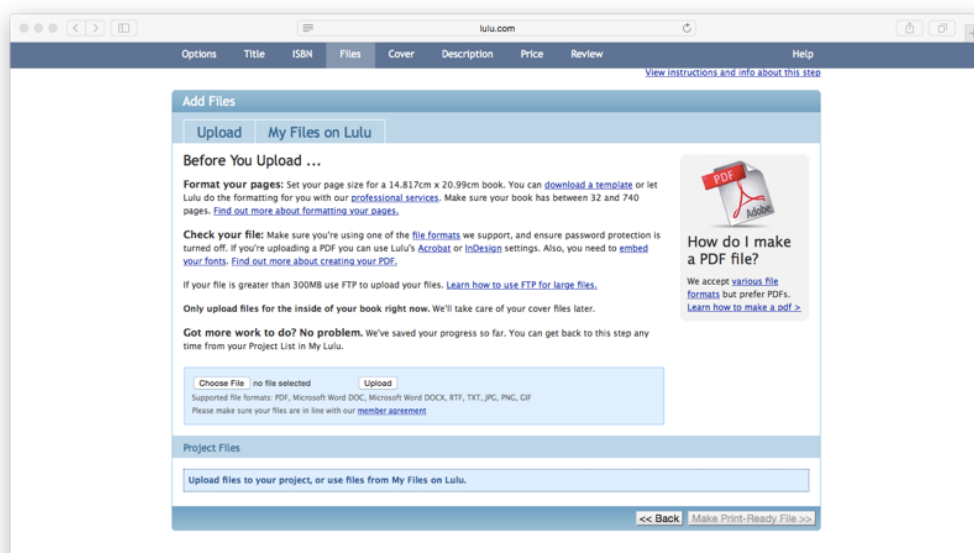 lulu.com
Options Title ISBN Files Cover Description Price Review Help
View instructions and info about this step
Add Files
Upload My Files on Lulu
Before You Upload ...
Format your pages: Set your page size for a 14.817cm x 20.99cm book. You can download a template or let
Lulu do the formatting for you with our professional services. Make sure your book has between 32 and 740
pages. Find out more about formatting your pages.
Check your file: Make sure you're using one of the file formats we support, and ensure password protection is
turned off. If you're uploading a PDF you can use Lulu's Acrobat or InDesign settings. Also, you need to embed
your fonts. Find out more about creating your PDF.
If your file is greater than 300MB use FTP to upload your files. Learn how to use FTP for large files.
Only upload files for the inside of your book right now. We'll take care of your cover files later.
Got more work to do? No problem. We've saved your progress so far. You can get back to this step any
time from your Project List in My Lulu.
PDF
Adobe
How do I make
a PDF file?
We accept various file
formats but prefer PDFs.
Learn how to make a pdf >
Choose File no file selected Upload
Supported file formats: PDF, Microsoft Word DOC, Microsoft Word DOCX, RTF, TXT, JPG, PNG, GIF
Please make sure your files are in line with our member agreement
Project Files
Upload files to your project, or use files from My Files on Lulu.
<< Back Make Print-Ready File >>